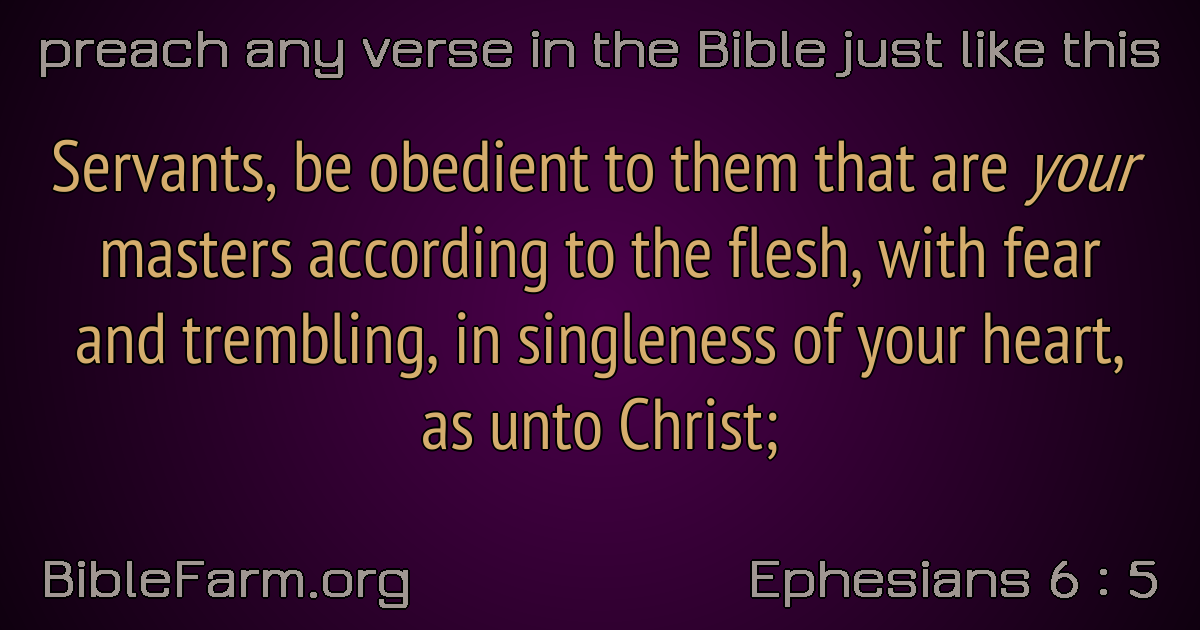 preach any verse in the Bible just like this
Servants, be obedient to them that are your
masters according to the flesh, with fear
and trembling, in singleness of your heart,
as unto Christ;
BibleFarm.org
Ephesians 6 : 5